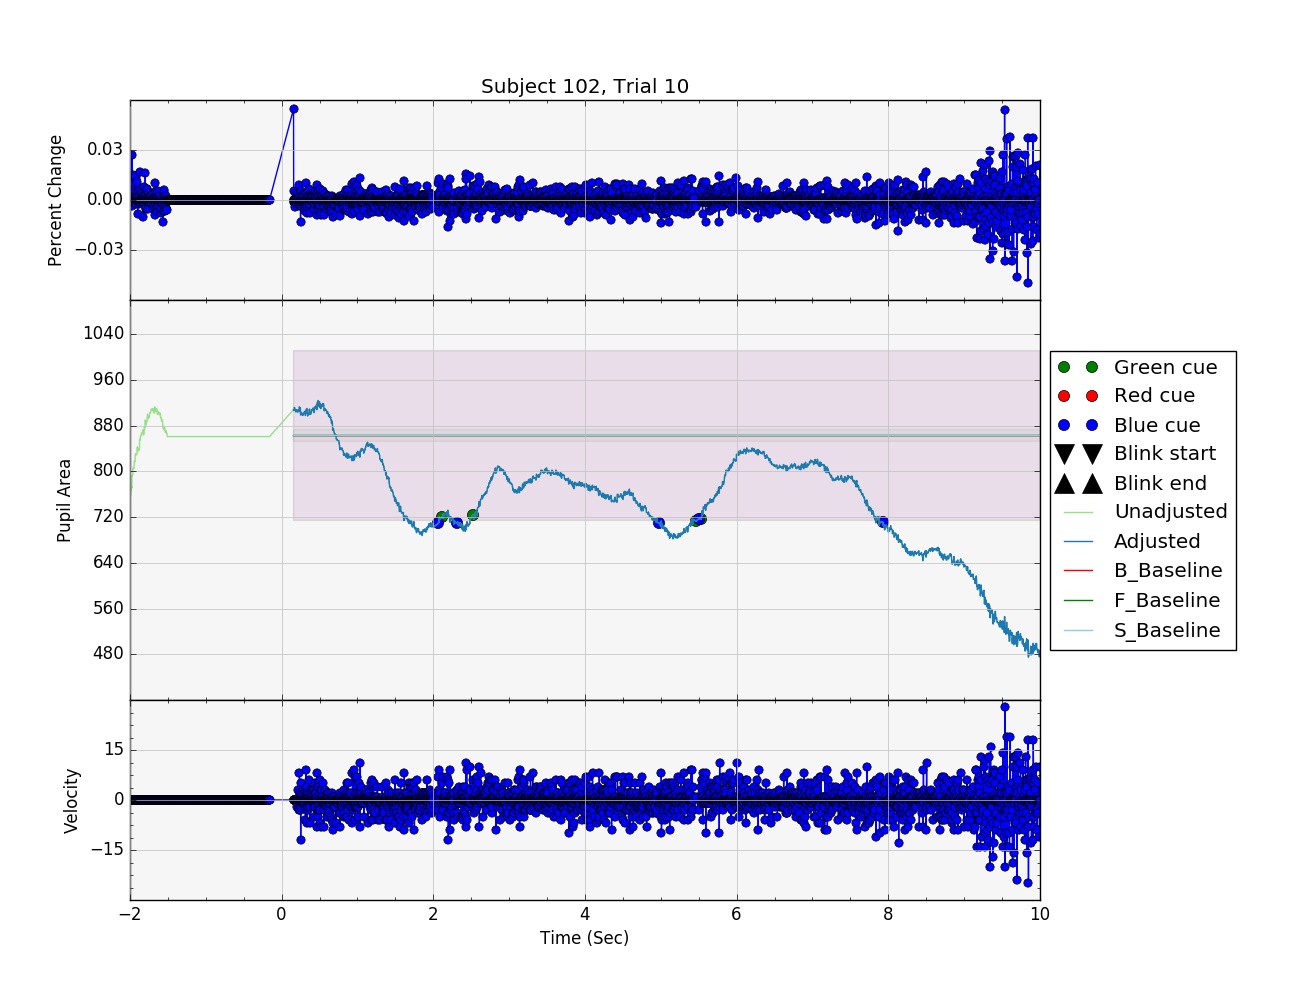 Subject 102, Trial 10
Percent Change
0.03
0.00
−0.03
Pupil Area
1040
960
880
800
720
640
560
480
Green cue
Red cue
Blue cue
Blink start
Blink end
Unadjusted
Adjusted
B_Baseline
F_Baseline
S_Baseline
Velocity
15
0
−15
−2 0 2 4 6 8 10
Time (Sec)